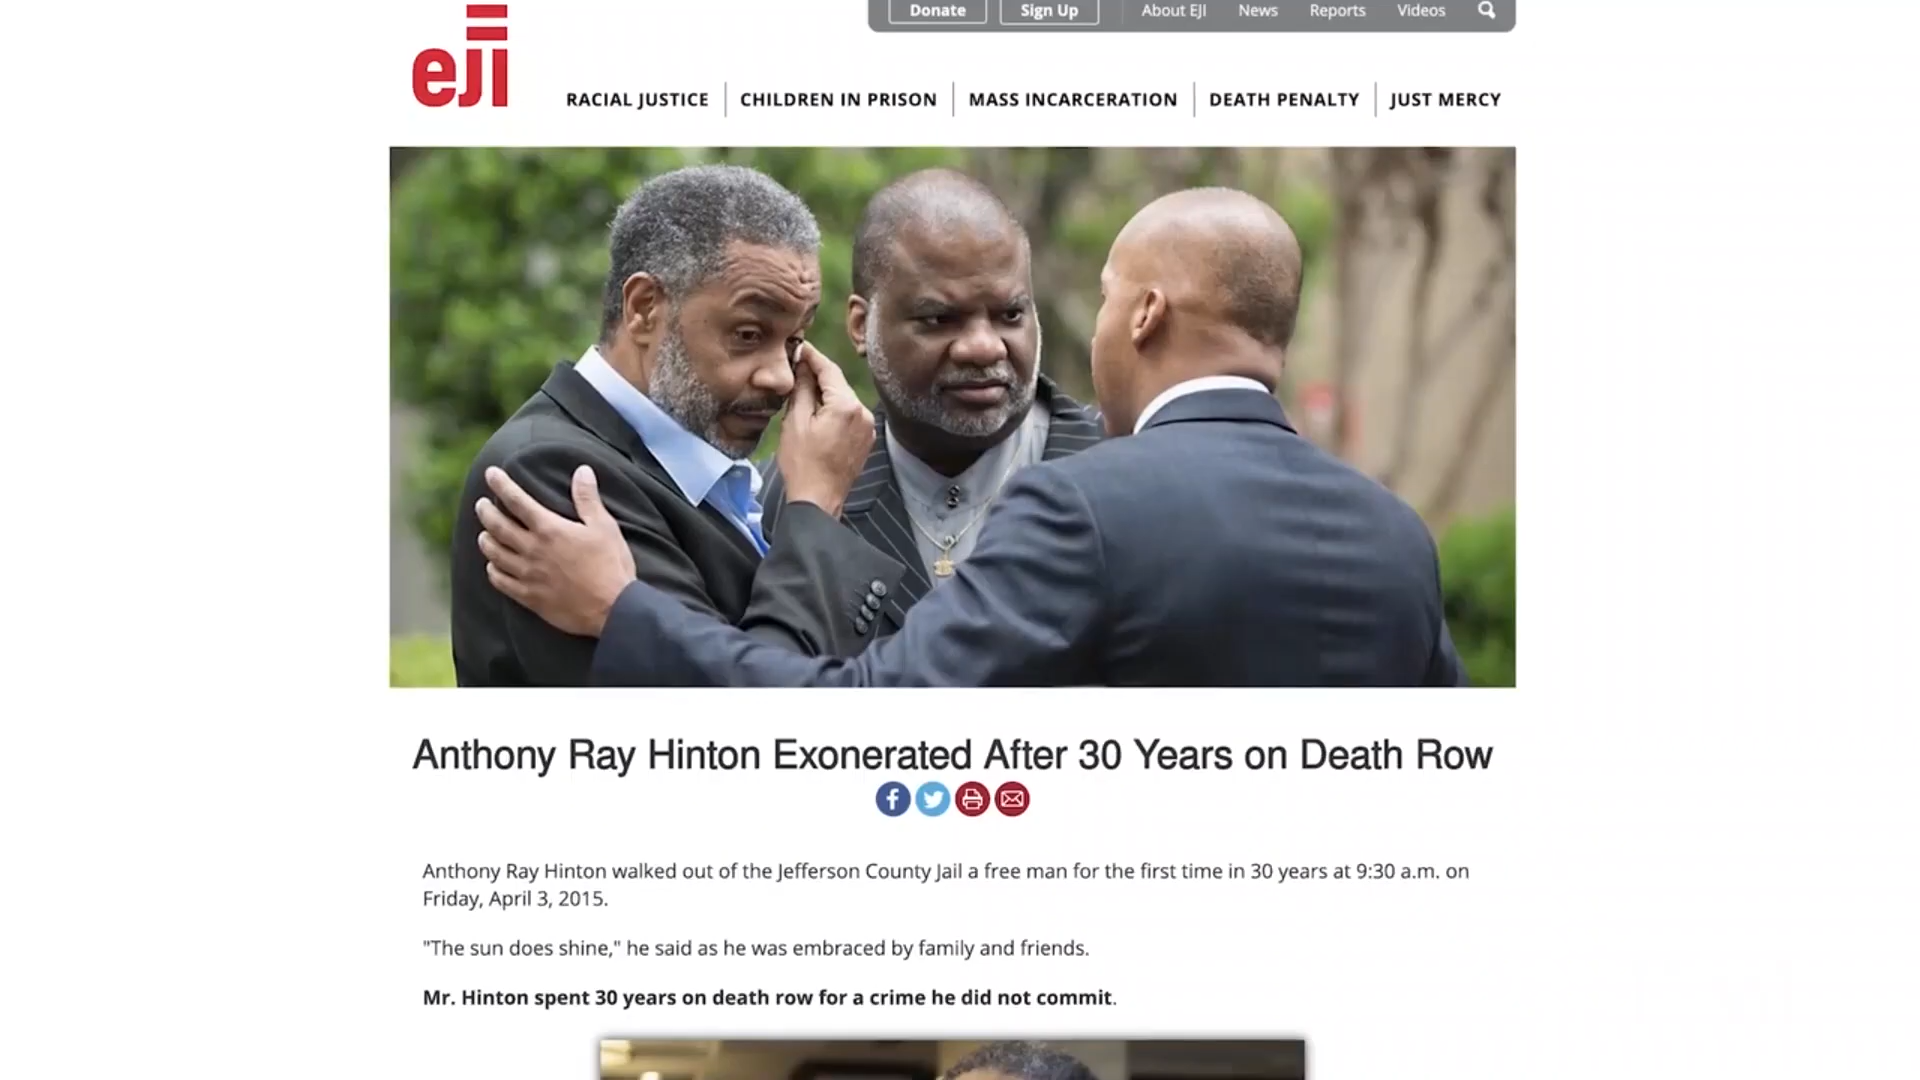 Donate Sign Up About EJI News Reports Videos
eji
RACIAL JUSTICE CHILDREN IN PRISON MASS INCARCERATION DEATH PENALTY JUST MERCY
Anthony Ray Hinton Exonerated After 30 Years on Death Row
Anthony Ray Hinton walked out of the Jefferson County Jail a free man for the first time in 30 years at 9:30 a.m. on
Friday, April 3, 2015.
"The sun does shine," he said as he was embraced by family and friends.
Mr. Hinton spent 30 years on death row for a crime he did not commit.